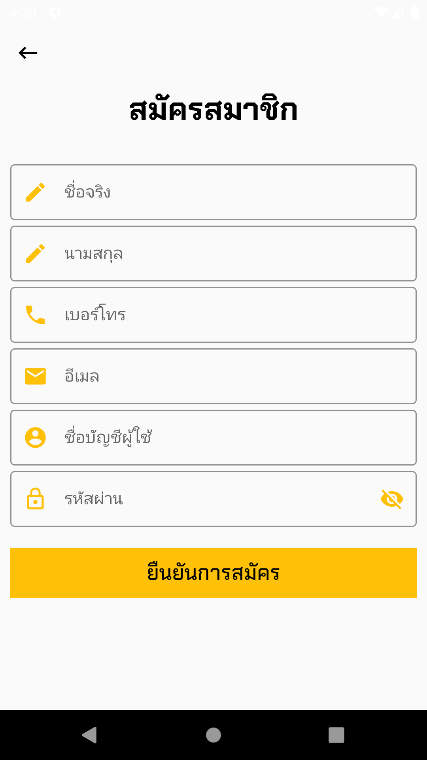 สมัครสมาชิก
ชื่อจริง
นามสกุล
เบอร์โทร
อีเมล
ชื่อบัญชีผู้ใช้
รหัสผ่าน
ยืนยันการสมัคร